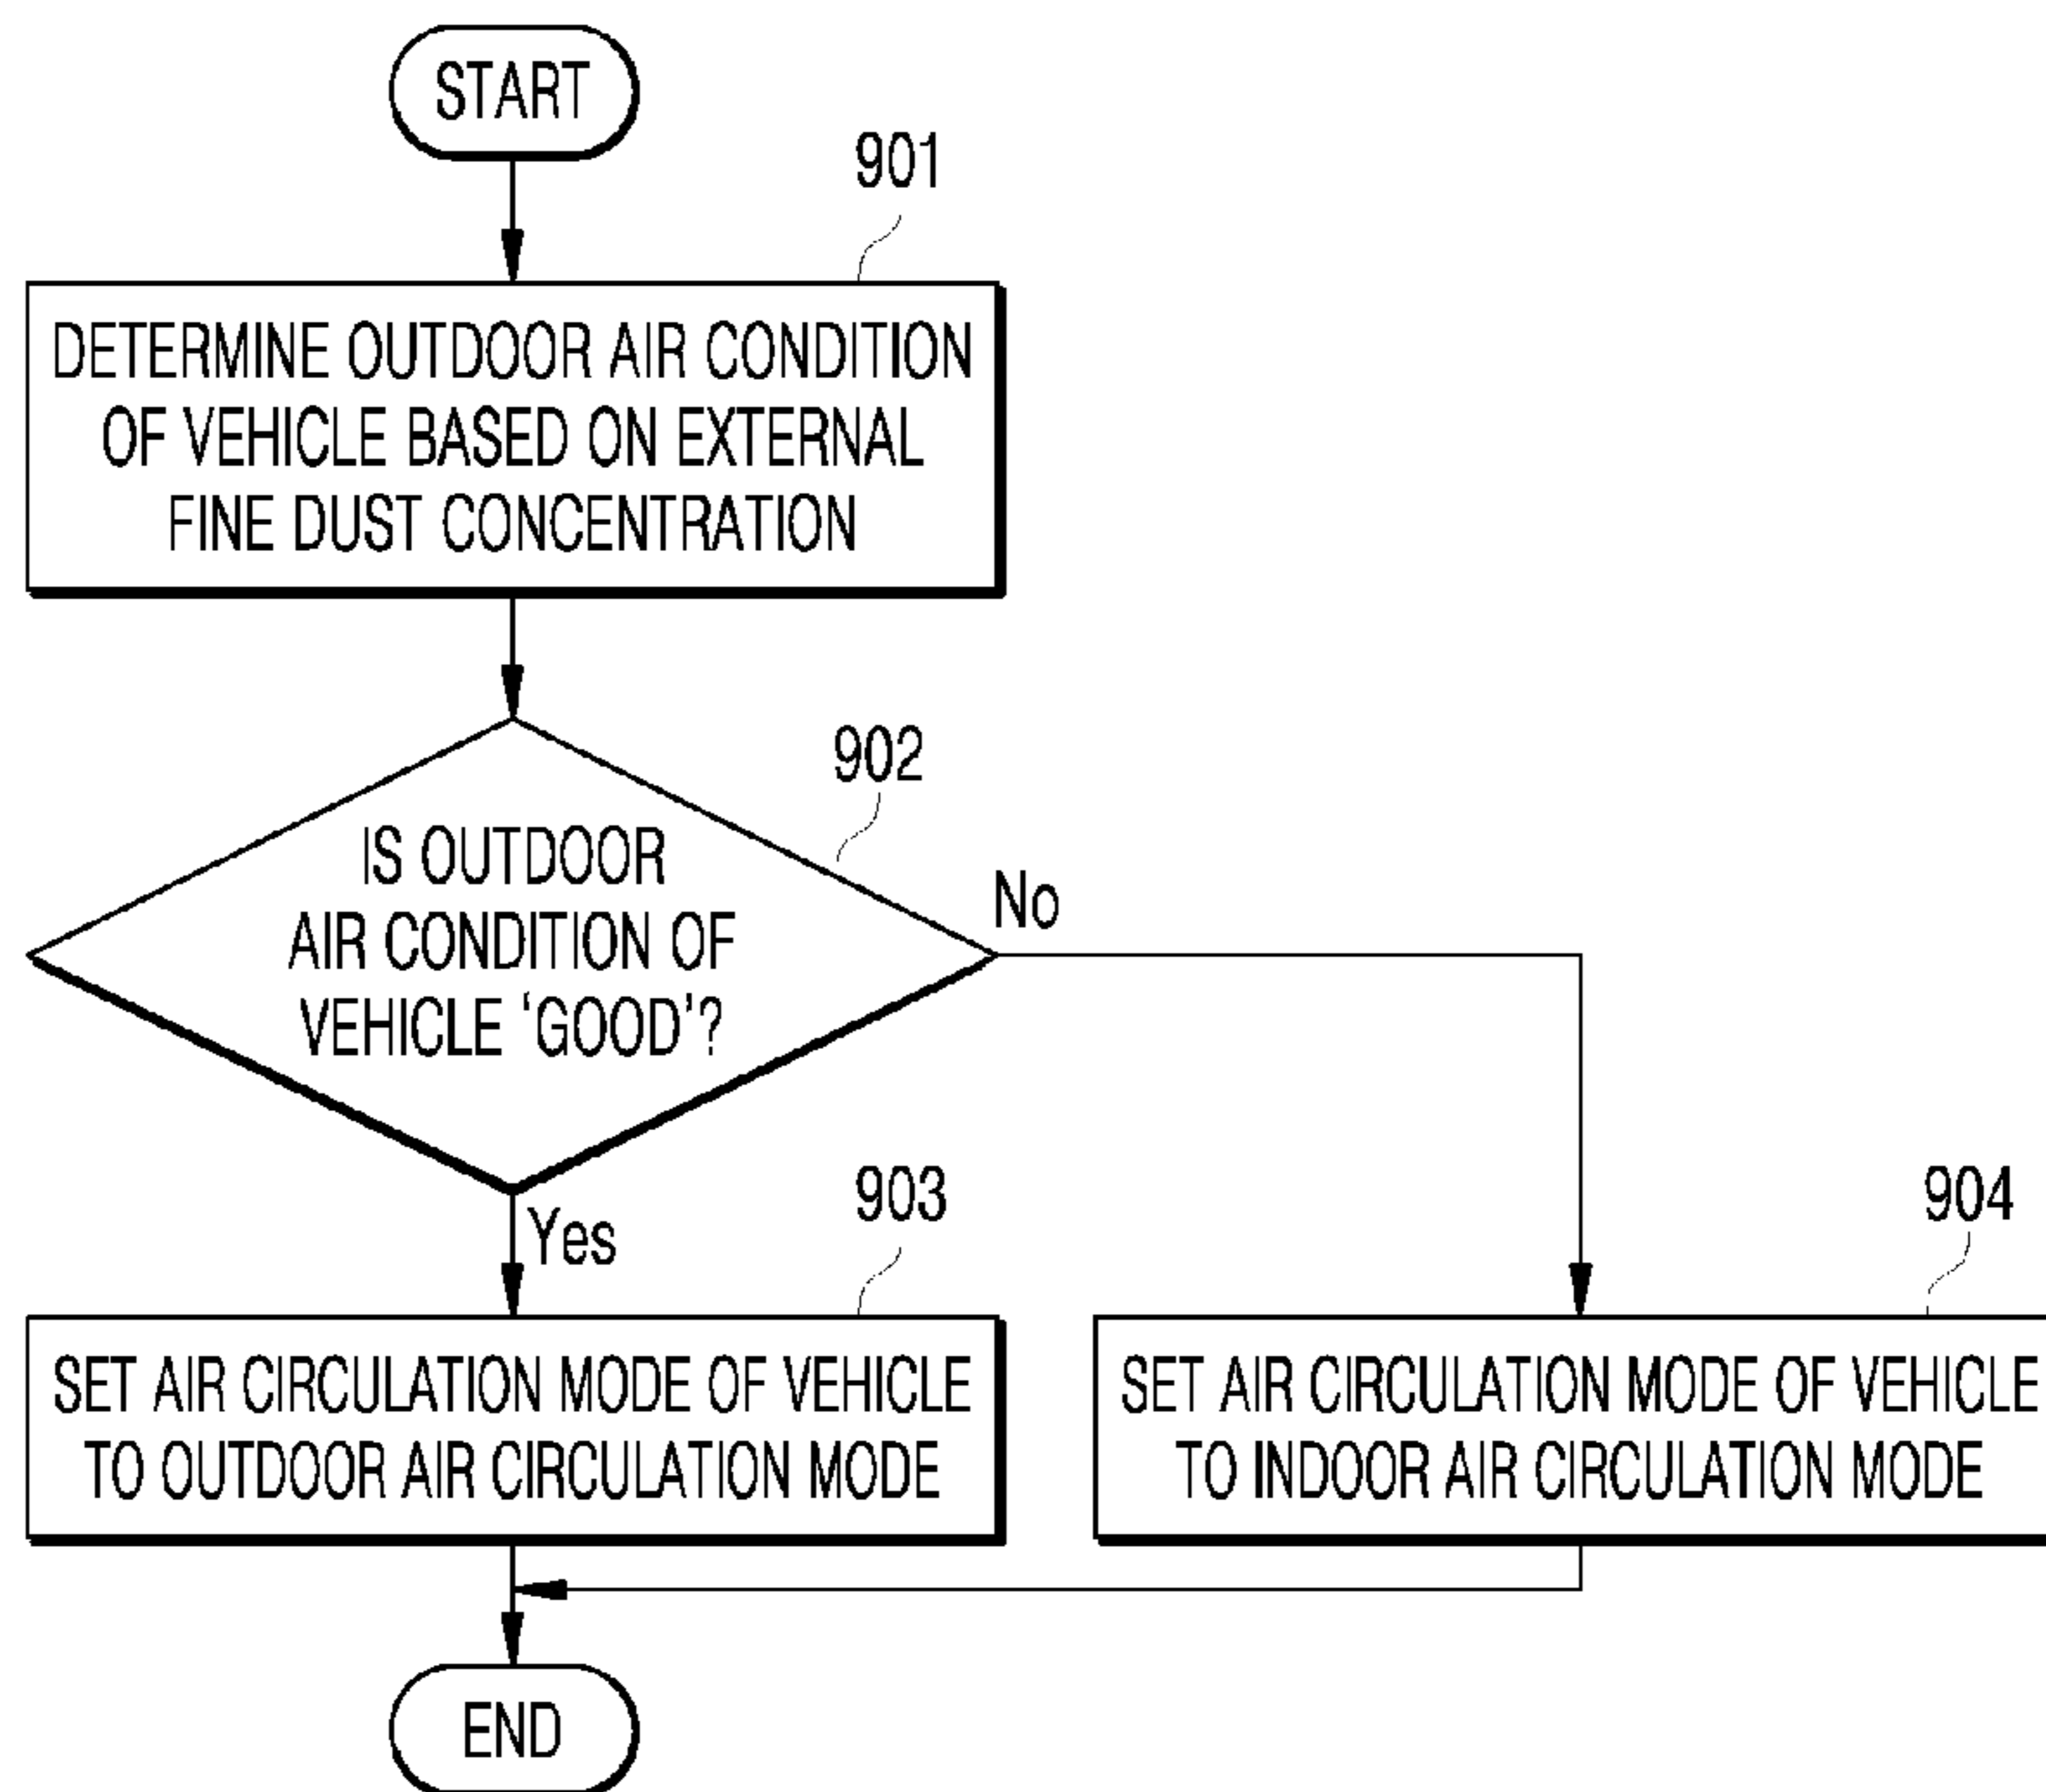 START
901
DETERMINE OUTDOOR AIR CONDITION
OF VEHICLE BASED ON EXTERNAL
FINE DUST CONCENTRATION
902
IS OUTDOOR
AIR CONDITION OF
VEHICLE ‘GOOD’?
No
Yes
903
SET AIR CIRCULATION MODE OF VEHICLE
TO OUTDOOR AIR CIRCULATION MODE
904
SET AIR CIRCULATION MODE OF VEHICLE
TO INDOOR AIR CIRCULATION MODE
END